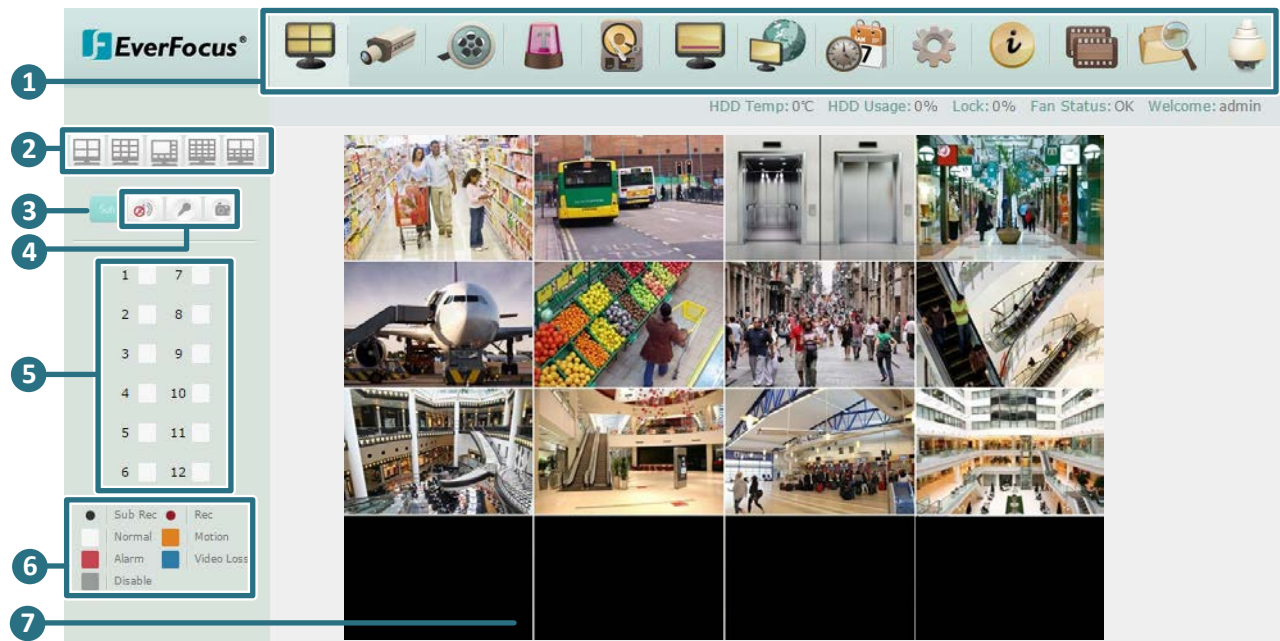 EverFocus®
7
i
1
HDD Temp: 0℃ HDD Usage: 0% Lock: 0% Fan Status: OK Welcome: admin
2
3
Sub
4
1 7
2 8
3 9
5
4 10
5 11
6 12
Sub Rec Rec
Normal Motion
6
Alarm Video Loss
Disable
7